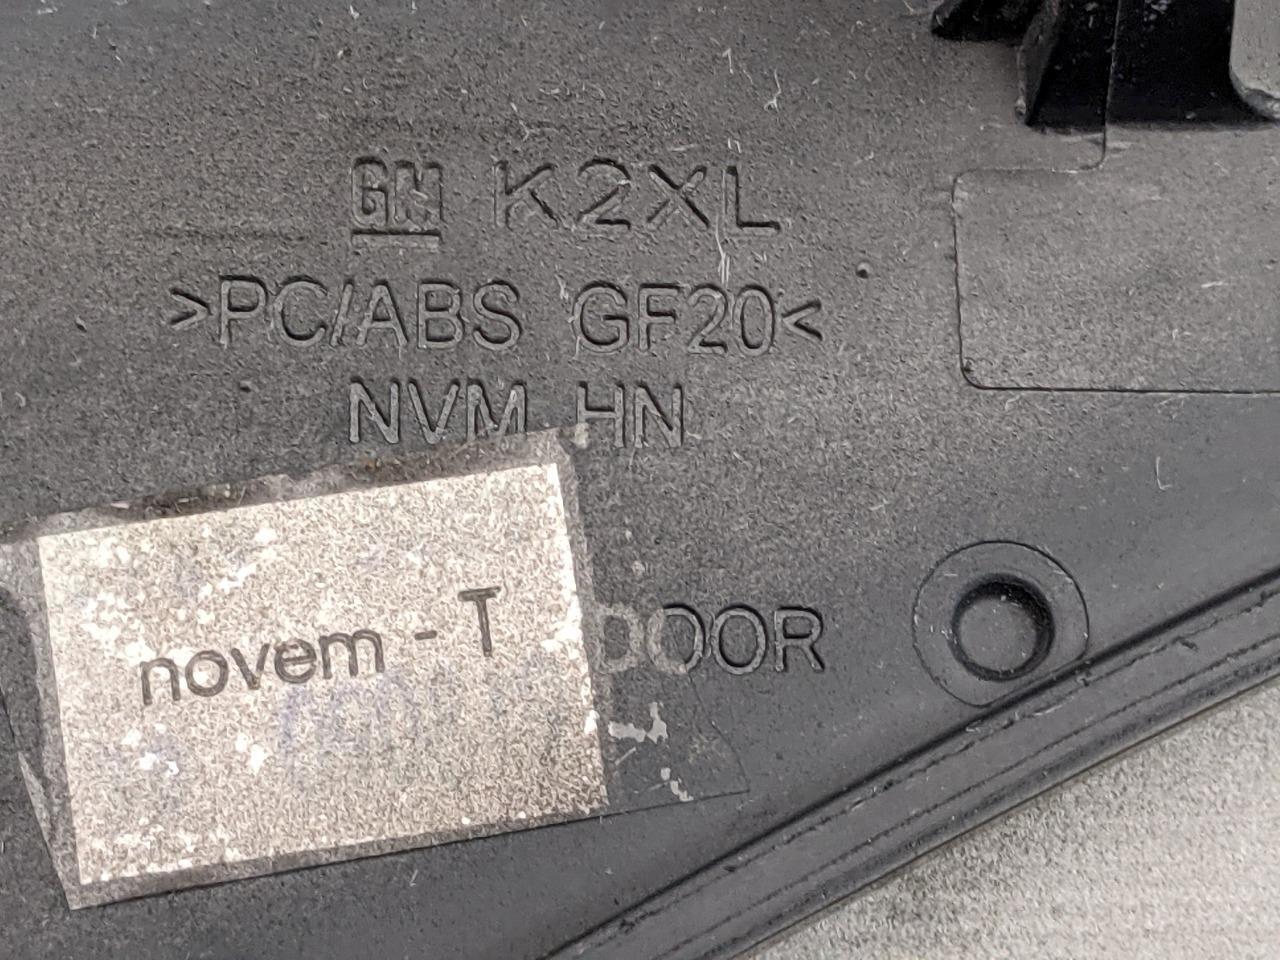 GM K2XL
>PC/ABS GF20<
NVM HN
novem - T
DOOR